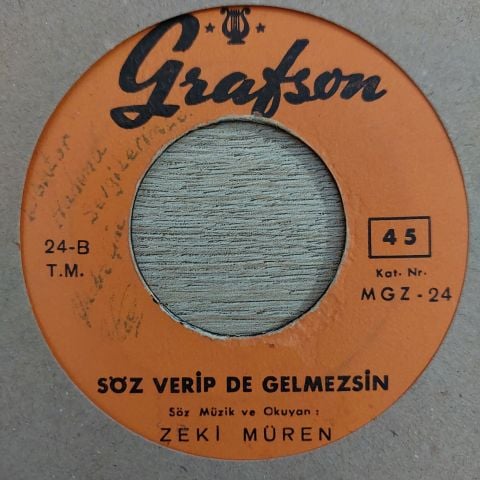 Grafson
24-B
T.M.
45
Kat. Nr.
MGZ-24
SÖZ VERİP DE GELMEZSİN
Söz Müzik ve Okuyan :
ZEKİ MÜREN